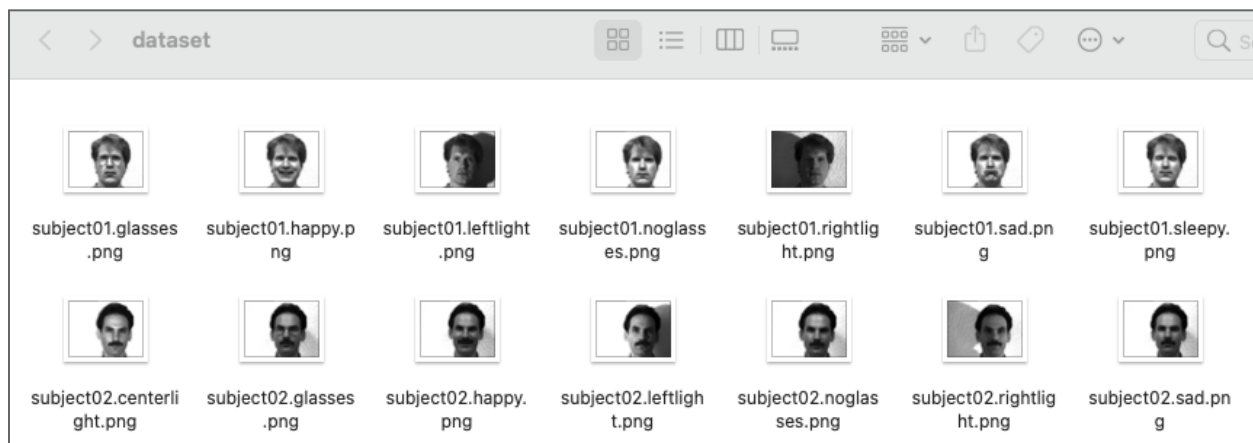 dataset
subject01.glasses subject01.happy.p subject01.leftlight subject01.noglass subject01.rightlig subject01.sad.pn subject01.sleepy.
.png ng .png es.png ht.png g png
subject02.centerli subject02.glasses subject02.happy. subject02.leftligh subject02.noglas subject02.rightlig subject02.sad.pn
ght.png .png png t.png ses.png ht.png g